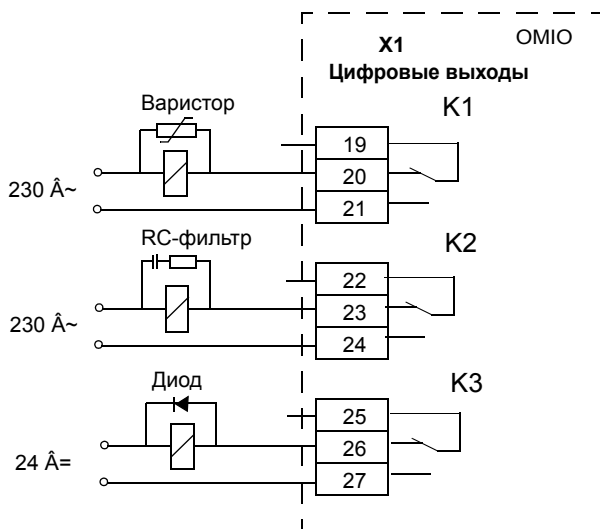 OMIO
X1
Цифровые выходы
K1
Варистор
19
20
21
230 Â~
K2
RC-фильтр
22
23
24
230 Â~
K3
Диод
25
26
27
24 Â=